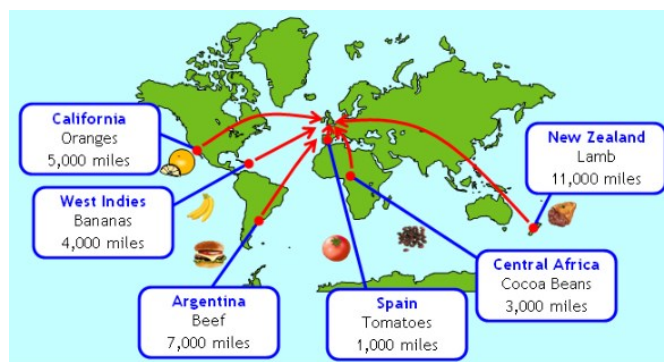 California
Oranges
5,000 miles
West Indies
Bananas
4,000 miles
Argentina
Beef
7,000 miles
Spain
Tomatoes
1,000 miles
Central Africa
Cocoa Beans
3,000 miles
New Zealand
Lamb
11,000 miles